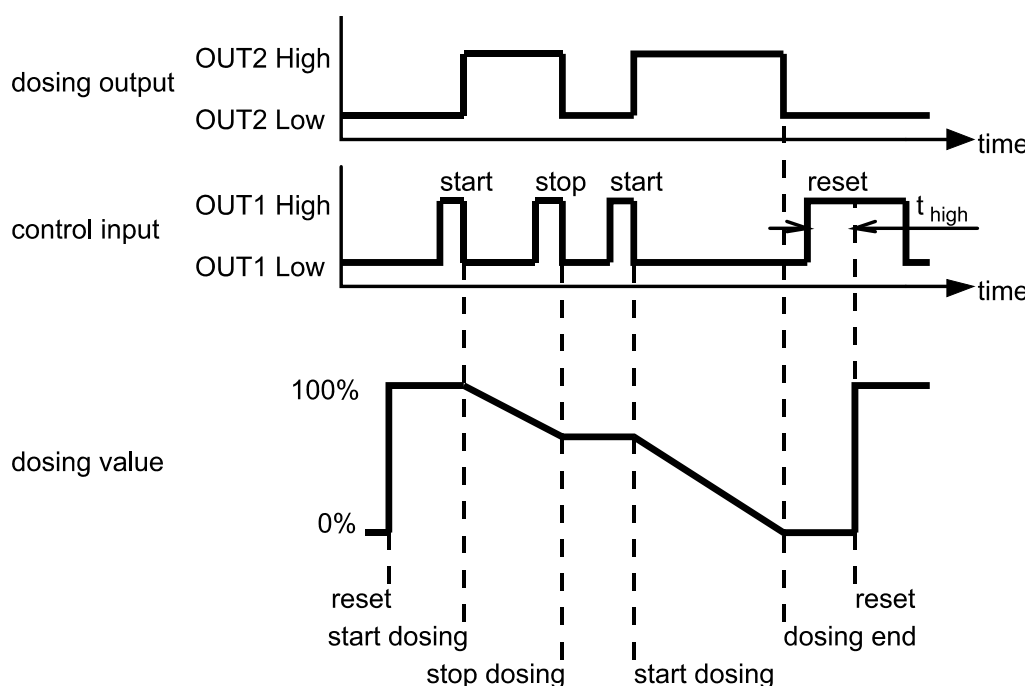 OUT2 High
dosing output
OUT2 Low
time
start stop start reset
OUT1 High
t high
control input
OUT1 Low
time
100%
dosing value
0%
reset reset
start dosing dosing end
stop dosing start dosing